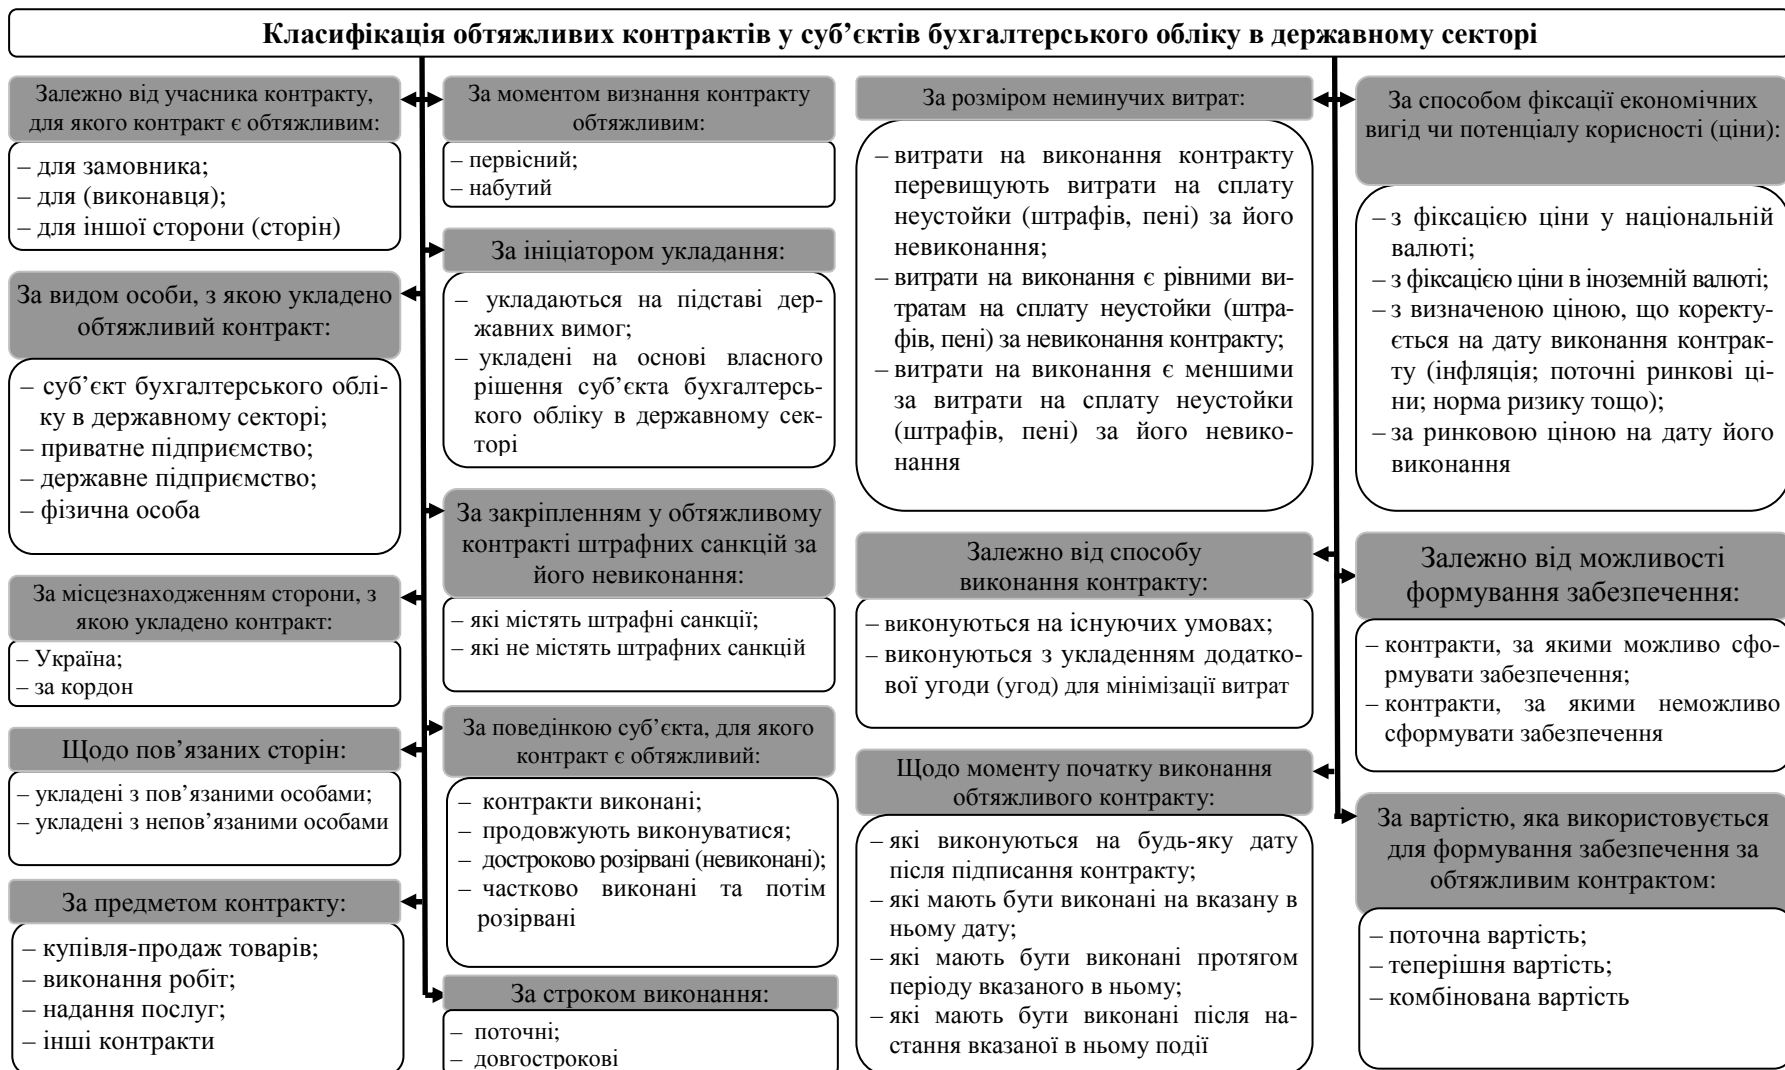 Класифікація обтяжливих контрактів у суб’єктів бухгалтерського обліку в державному секторі
Залежно від учасника контракту,
для якого контракт є обтяжливим:
– для замовника;
– для (виконавця);
– для іншої сторони (сторін)
За видом особи, з якою укладено
обтяжливий контракт:
– суб’єкт бухгалтерського облі-
ку в державному секторі;
– приватне підприємство;
– державне підприємство;
– фізична особа
За місцезнаходженням сторони, з
якою укладено контракт:
– Україна;
– за кордон
Щодо пов’язаних сторін:
– укладені з пов’язаними особами;
– укладені з непов’язаними особами
За предметом контракту:
– купівля-продаж товарів;
– виконання робіт;
– надання послуг;
– інші контракти
За моментом визнання контракту
обтяжливим:
– первісний;
– набутий
За ініціатором укладання:
– укладаються на підставі дер-
жавних вимог;
– укладені на основі власного
рішення суб’єкта бухгалтерсь-
кого обліку в державному сек-
торі
За закріпленням у обтяжливому
контракті штрафних санкцій за
його невиконання:
– які містять штрафні санкції;
– які не містять штрафних санкцій
За поведінкою суб’єкта, для якого
контракт є обтяжливий:
– контракти виконані;
– продовжують виконуватися;
– достроково розірвані (невиконані);
– частково виконані та потім
розірвані
За строком виконання:
– поточні;
– довгострокові
За розміром неминучих витрат:
– витрати на виконання контракту
перевищують витрати на сплату
неустойки (штрафів, пені) за його
невиконання;
– витрати на виконання є рівними ви-
тратам на сплату неустойки (штра-
фів, пені) за невиконання контракту;
– витрати на виконання є меншими
за витрати на сплату неустойки
(штрафів, пені) за його невико-
нання
Залежно від способу
виконання контракту:
– виконуються на існуючих умовах;
– виконуються з укладенням додатко-
вої угоди (угод) для мінімізації витрат
Щодо моменту початку виконання
обтяжливого контракту:
– які виконуються на будь-яку дату
після підписання контракту;
– які мають бути виконані на вказану в
ньому дату;
– які мають бути виконані протягом
періоду вказаного в ньому;
– які мають бути виконані після на-
стання вказаної в ньому події
За способом фіксації економічних
вигід чи потенціалу корисності (ціни):
– з фіксацією ціни у національній
валюті;
– з фіксацією ціни в іноземній валюті;
– з визначеною ціною, що коректу-
ється на дату виконання контрак-
ту (інфляція; поточні ринкові ці-
ни; норма ризику тощо);
– за ринковою ціною на дату його
виконання
Залежно від можливості
формування забезпечення:
– контракти, за якими можливо сфо-
рмувати забезпечення;
– контракти, за якими неможливо
сформувати забезпечення
За вартістю, яка використовується
для формування забезпечення за
обтяжливим контрактом:
– поточна вартість;
– теперішня вартість;
– комбінована вартість